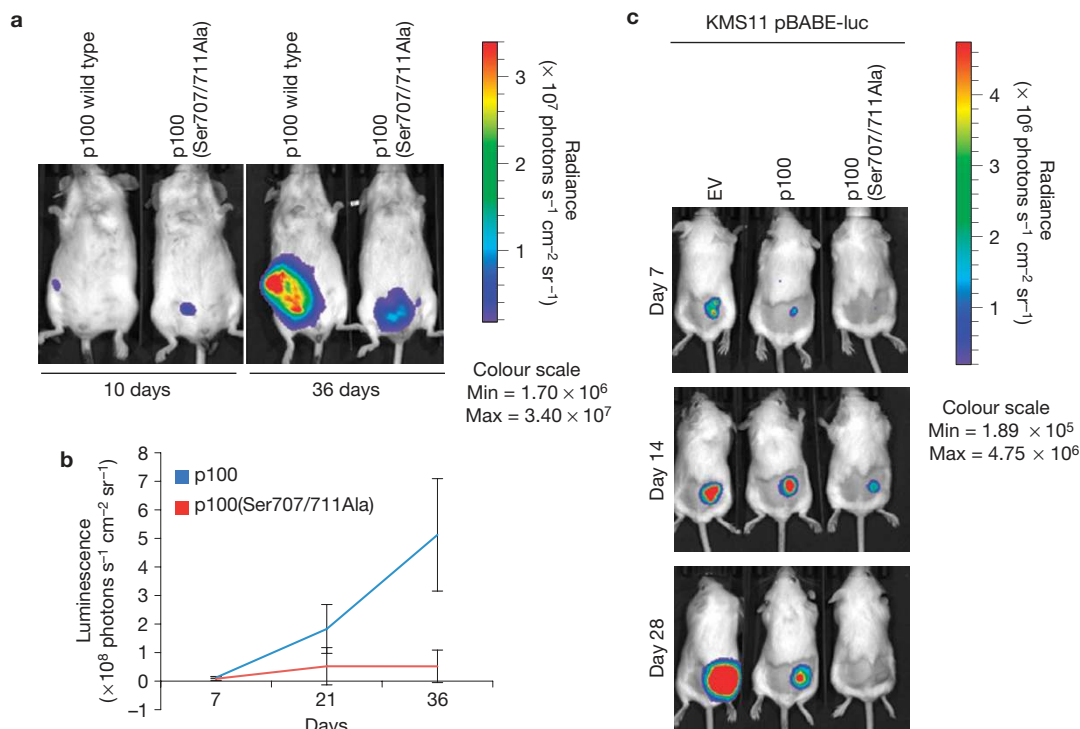 a
p100 wild type
p100
(Ser707/711Ala)
p100 wild type
p100
(Ser707/711Ala)
3
2
1
Radiance
(× 10⁷ photons s⁻¹ cm⁻² sr⁻¹)
10 days
36 days
Colour scale
Min = 1.70 × 10⁶
Max = 3.40 × 10⁷
b
8
7
6
5
4
3
2
1
0
−1
Luminescence
(×10⁸ photons s⁻¹ cm⁻² sr⁻¹)
p100
p100(Ser707/711Ala)
7
21
36
Days
c
KMS11 pBABE-luc
EV
p100
p100
(Ser707/711Ala)
4
3
2
1
Radiance
(× 10⁶ photons s⁻¹ cm⁻² sr⁻¹)
Day 7
Day 14
Day 28
Colour scale
Min = 1.89 × 10⁵
Max = 4.75 × 10⁶